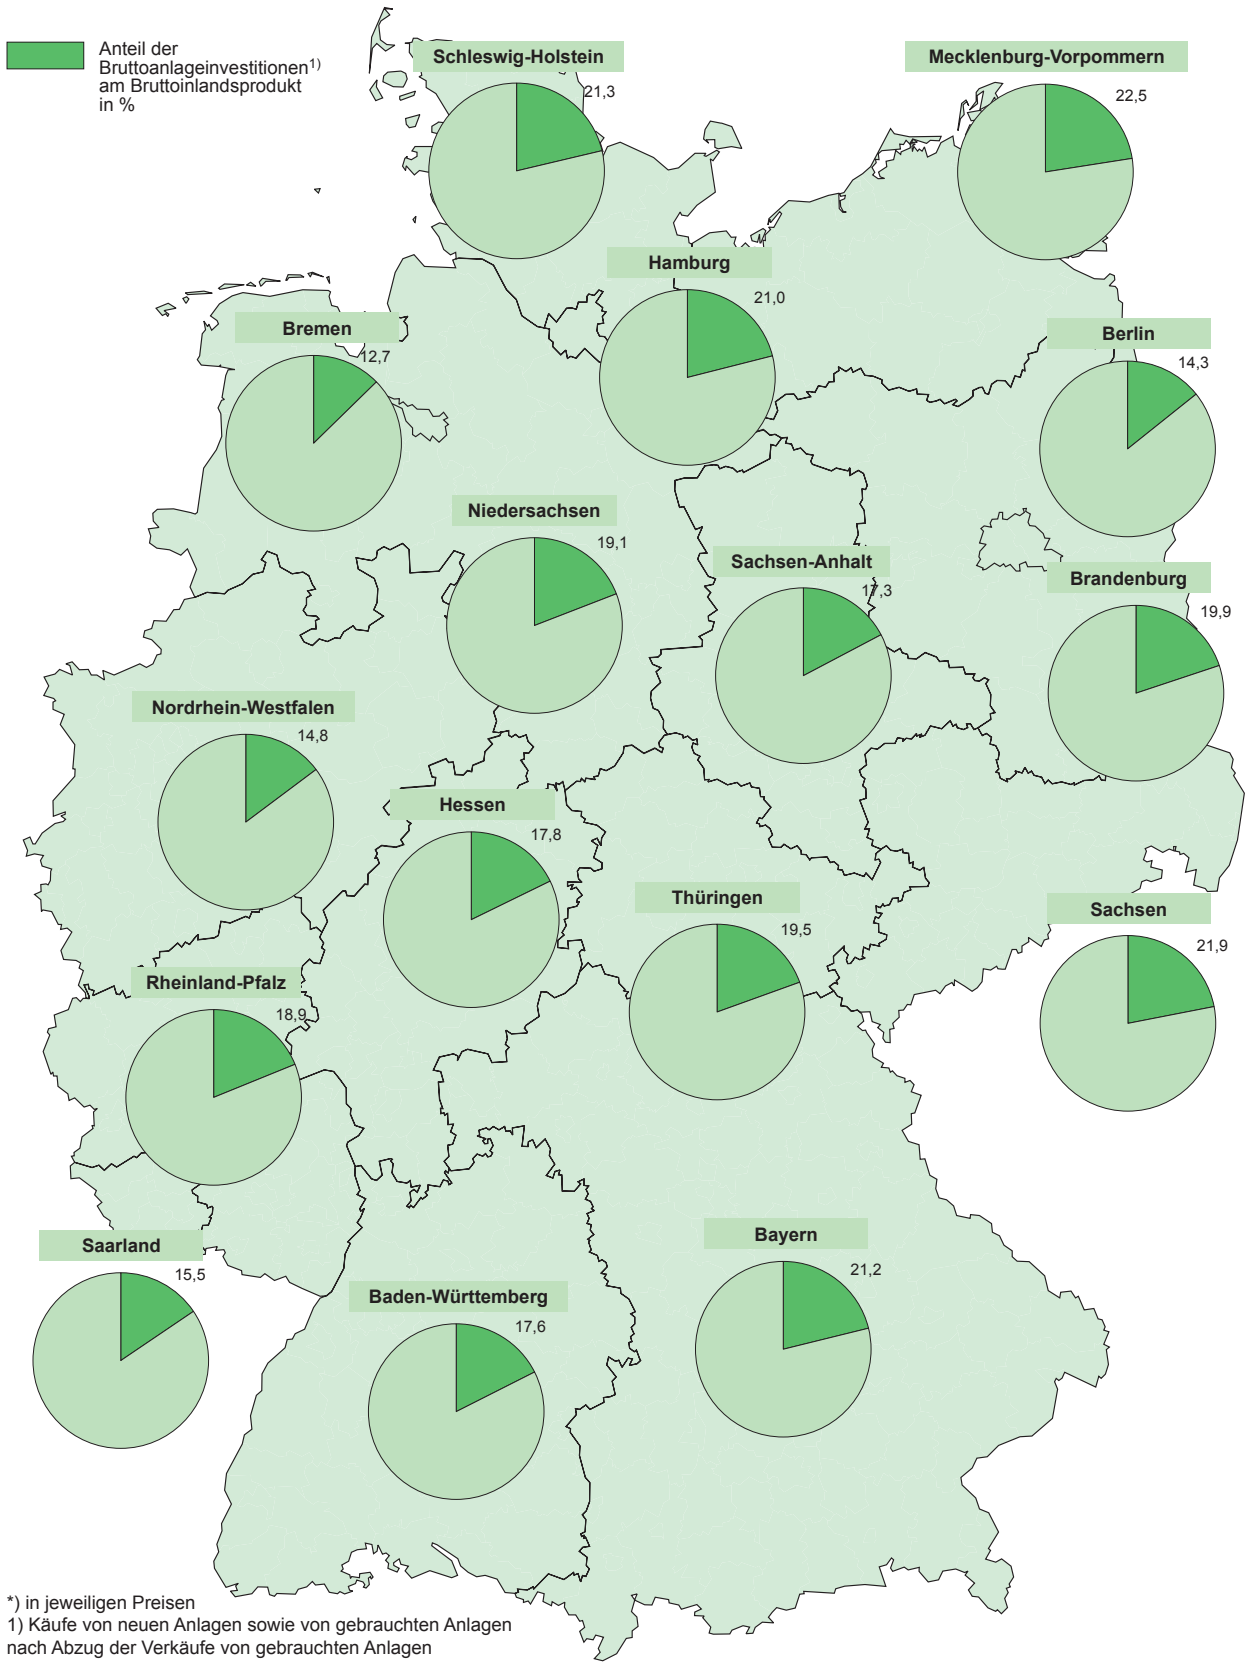 Anteil der
Bruttoanlageinvestitionen1)
am Bruttoinlandsprodukt
in %
Schleswig-Holstein
21,3
Mecklenburg-Vorpommern
22,5
Hamburg
21,0
Bremen
12,7
Berlin
14,3
Niedersachsen
19,1
Sachsen-Anhalt
17,3
Brandenburg
19,9
Nordrhein-Westfalen
14,8
Hessen
17,8
Thüringen
19,5
Sachsen
21,9
Rheinland-Pfalz
18,9
Saarland
15,5
Bayern
21,2
Baden-Württemberg
17,6
*) in jeweiligen Preisen
1) Käufe von neuen Anlagen sowie von gebrauchten Anlagen
nach Abzug der Verkäufe von gebrauchten Anlagen